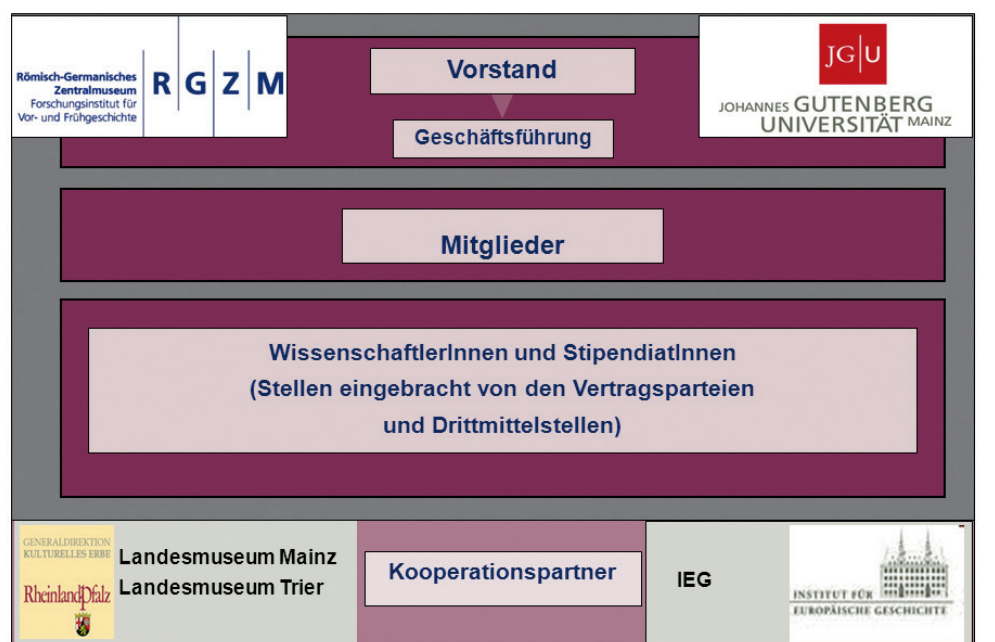 Römisch-Germanisches
Zentralmuseum
Forschungsinstitut für
Vor- und Frühgeschichte
R G Z M
Vorstand
Geschäftsführung
JG|U
JOHANNES GUTENBERG
UNIVERSITÄT MAINZ
Mitglieder
WissenschaftlerInnen und StipendiatInnen
(Stellen eingebracht von den Vertragsparteien
und Drittmittelstellen)
GENERALDIREKTION
KULTURELLES ERBE
RheinlandPfalz
Landesmuseum Mainz
Landesmuseum Trier
Kooperationspartner
IEG
INSTITUT FÜR
EUROPÄISCHE GESCHICHTE